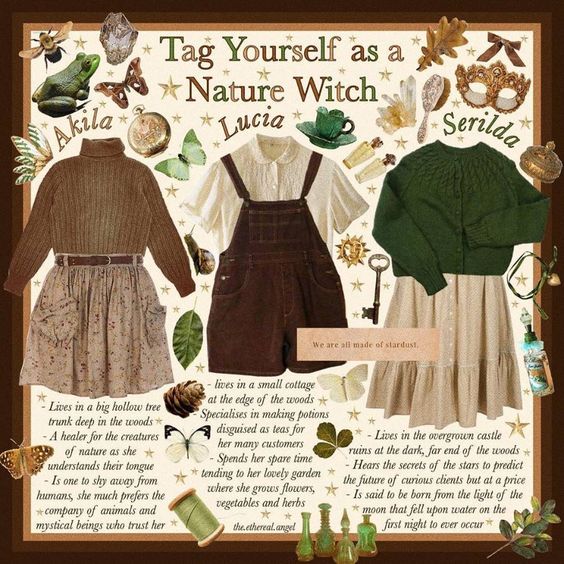 Tag Yourself as a
Nature Witch
Akila
Lucia
Serilda
We are all made of stardust.
- Lives in a big hollow tree
trunk deep in the woods
- A healer for the creatures
of nature as she
understands their tongue
- Is one to shy away from
humans, she much prefers the
company of animals and
mystical beings who trust her
- lives in a small cottage
at the edge of the woods
Specialises in making potions
disguised as teas for
her many customers
- Spends her spare time
tending to her lovely garden
where she grows flowers,
vegetables and herbs
the.ethereal.angel
- Lives in the overgrown castle
ruins at the dark, far end of the woods
- Hears the secrets of the stars to predict
the future of curious clients but at a price
- Is said to be born from the light of the
moon that fell upon water on the
first night to ever occur